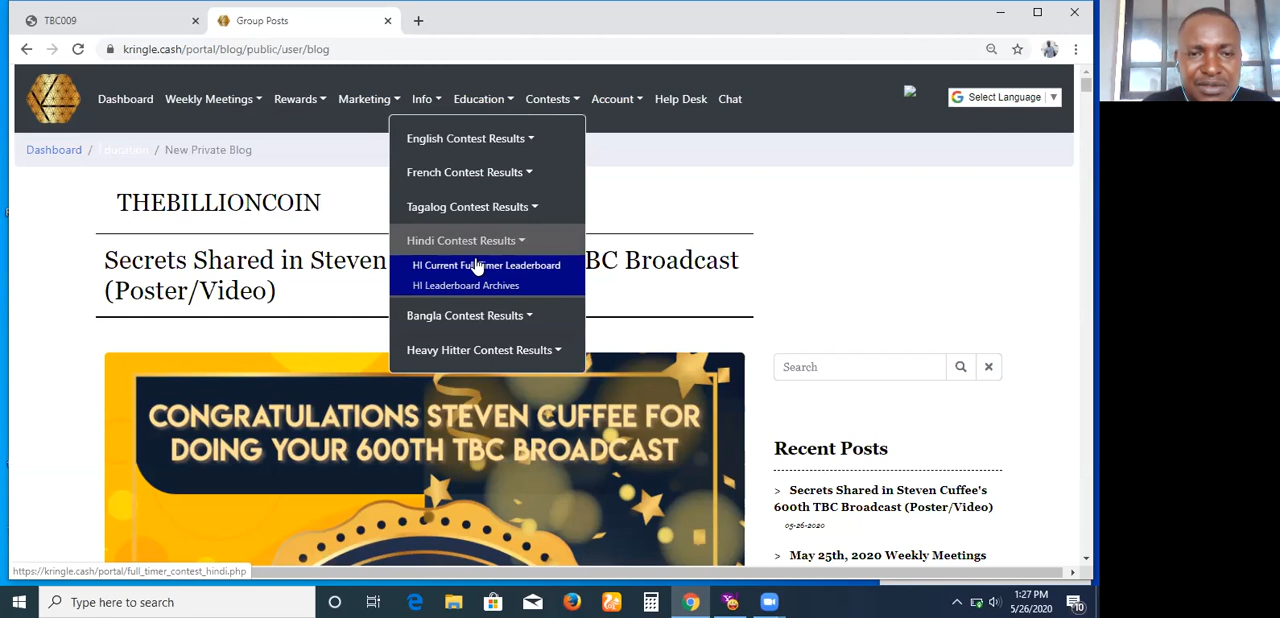 TBC009
Group Posts
kringle.cash/portal/blog/public/user/blog
Dashboard Weekly Meetings Rewards Marketing Info Education Contests Account Help Desk Chat
Select Language
Dashboard / Education / New Private Blog
English Contest Results
French Contest Results
Tagalog Contest Results
Hindi Contest Results
HI Current Full Timer Leaderboard
HI Leaderboard Archives
Bangla Contest Results
Heavy Hitter Contest Results
THEBILLIONCOIN
Secrets Shared in Steven BC Broadcast
(Poster/Video)
CONGRATULATIONS STEVEN CUFFEE FOR
DOING YOUR 600TH TBC BROADCAST
Search
Recent Posts
> Secrets Shared in Steven Cuffee's
600th TBC Broadcast (Poster/Video)
05-26-2020
> May 25th, 2020 Weekly Meetings
https://kringle.cash/portal/full_timer_contest_hindi.php
Type here to search
1:27 PM
5/26/2020
10